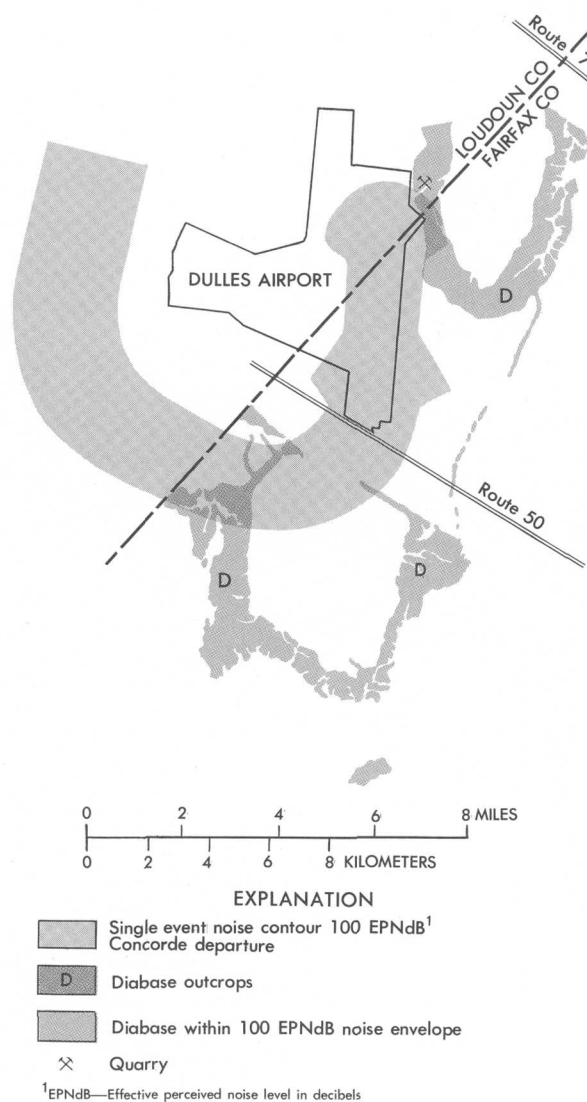 Route 7
LOUDOUN CO
FAIRFAX CO
DULLES AIRPORT
D
Route 50
D
D
0 2 4 6 8 MILES
0 2 4 6 8 KILOMETERS
EXPLANATION
Single event noise contour 100 EPNdB¹
Concorde departure
D Diabase outcrops
Diabase within 100 EPNdB noise envelope
Quarry
¹EPNdB—Effective perceived noise level in decibels